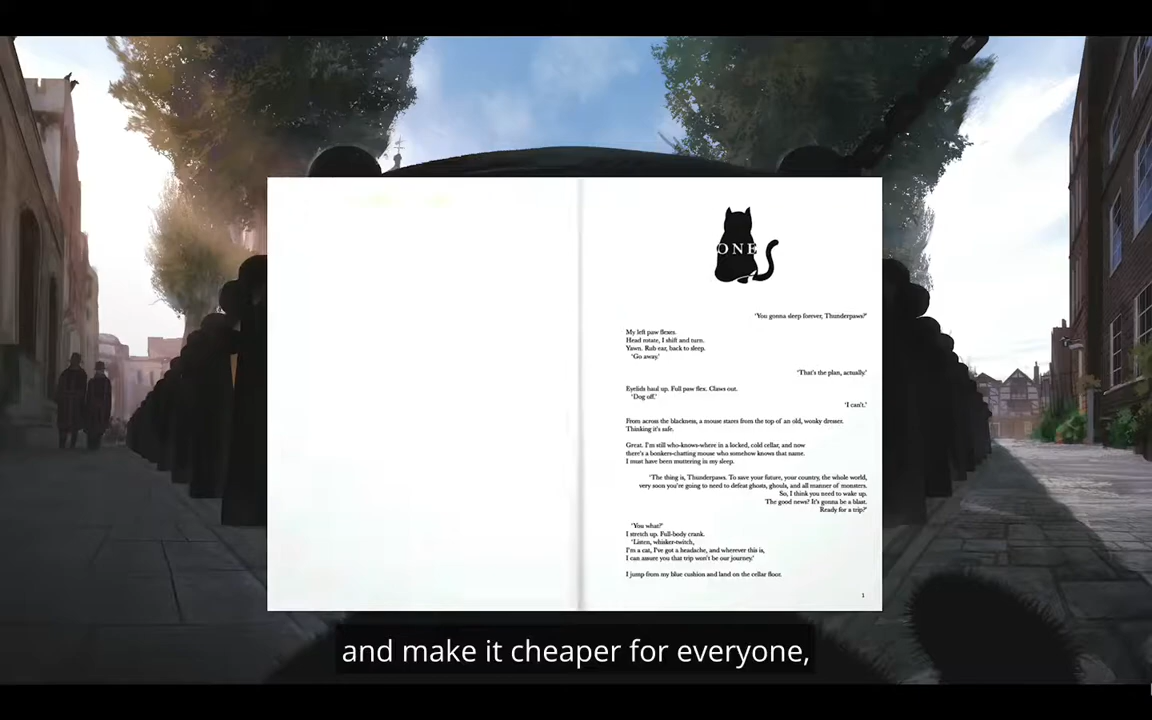 ONE
'You gonna sleep forever, Thunderpaws?'
My left paw flexes.
Head rotate, I shift and turn.
Yawn. Rub ear, back to sleep.
'Go away.'
'That's the plan, actually.'
Eyelids haul up. Full paw flex. Claws out.
'Dog off.'
'I can't.'
From across the blackness, a mouse stares from the top of an old, wonky dresser.
Thinking it's safe.
Great. I'm still who-knows-where in a locked, cold cellar, and now
there's a bonkers-chatting mouse who somehow knows that name.
I must have been muttering in my sleep.
'The thing is, Thunderpaws. To save your future, your country, the whole world,
very soon you're going to need to defeat ghosts, ghouls, and all manner of monsters.
So, I think you need to wake up.
The good news? It's gonna be a blast.
Ready for a trip?'
'You what?'
I stretch up. Full-body crank.
'Listen, whisker-twitch,
I'm a cat, I've got a headache, and wherever this is,
I can assure you that trip won't be our journey.'
I jump from my blue cushion and land on the cellar floor.
1
and make it cheaper for everyone,